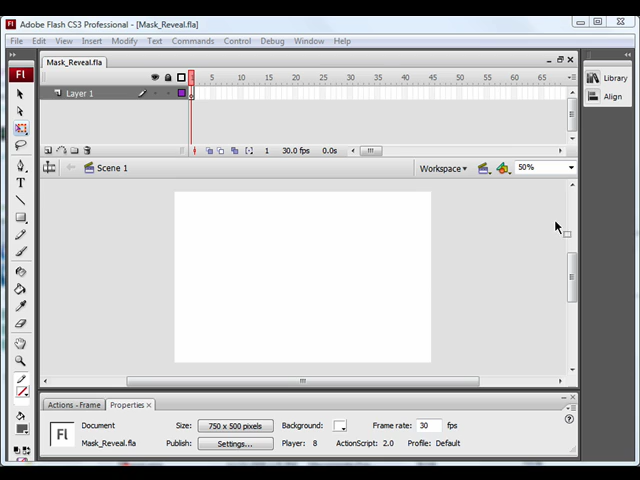 Fl Adobe Flash CS3 Professional - [Mask_Reveal.fla]
File Edit View Insert Modify Text Commands Control Debug Window Help
Mask_Reveal.fla
Fl
5 10 15 20 25 30 35 40 45 50 55 60 65
Layer 1
1 30.0 fps 0.0s
Scene 1
Workspace
50%
Library
Align
T
Actions - Frame
Properties
Fl
Document
Size:
750 x 500 pixels
Background:
Frame rate: 30 fps
Mask_Reveal.fla
Publish:
Settings...
Player: 8
ActionScript: 2.0
Profile: Default